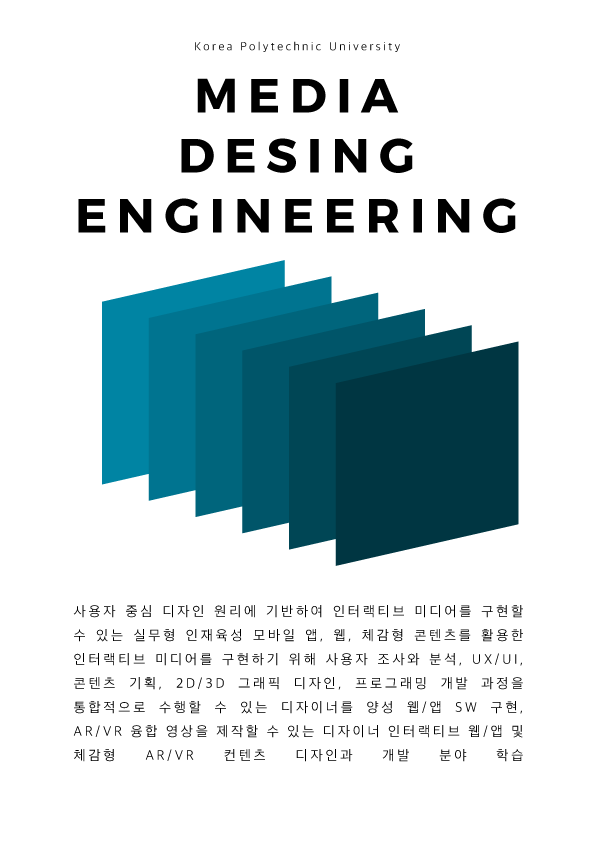 Korea Polytechnic University
MEDIA
DESING
ENGINEERING
사용자 중심 디자인 원리에 기반하여 인터랙티브 미디어를 구현할
수 있는 실무형 인재육성 모바일 앱, 웹, 체감형 콘텐츠를 활용한
인터랙티브 미디어를 구현하기 위해 사용자 조사와 분석, UX/UI,
콘텐츠 기획, 2D/3D 그래픽 디자인, 프로그래밍 개발 과정을
통합적으로 수행할 수 있는 디자이너를 양성 웹/앱 SW 구현,
AR/VR 융합 영상을 제작할 수 있는 디자이너 인터랙티브 웹/앱 및
체감형 AR/VR 컨텐츠 디자인과 개발 분야 학습